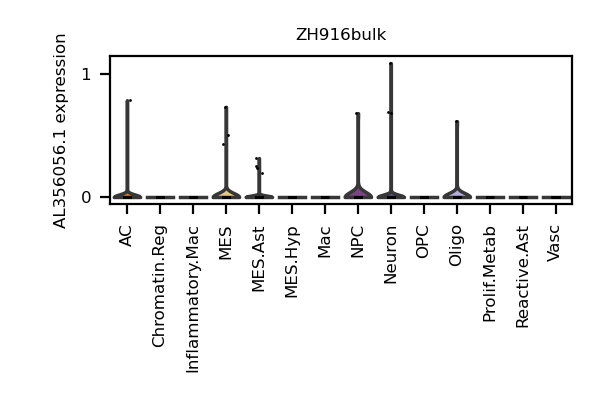 ZH916bulk
AL356056.1 expression
1
0
AC
Chromatin.Reg
Inflammatory.Mac
MES
MES.Ast
MES.Hyp
Mac
NPC
Neuron
OPC
Oligo
Prolif.Metab
Reactive.Ast
Vasc